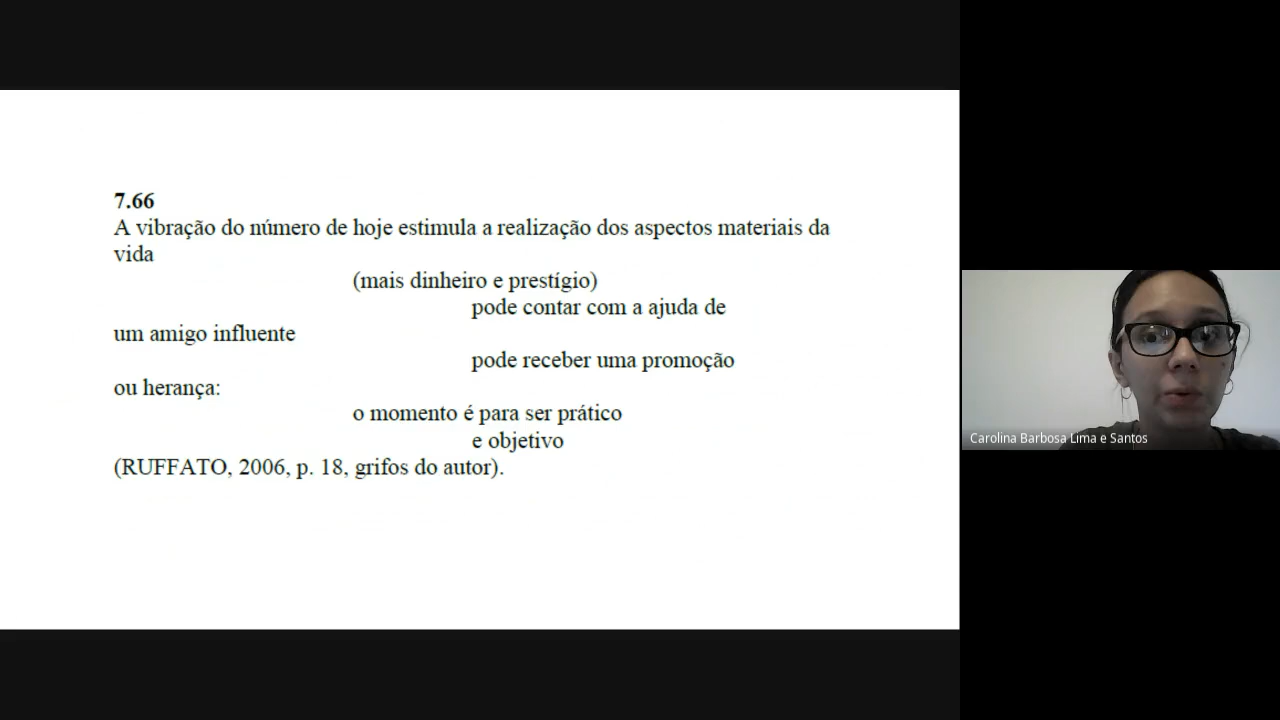 7.66
A vibração do número de hoje estimula a realização dos aspectos materiais da
vida
(mais dinheiro e prestígio)
pode contar com a ajuda de
um amigo influente
pode receber uma promoção
ou herança:
o momento é para ser prático
e objetivo
(RUFFATO, 2006, p. 18, grifos do autor).
Carolina Barbosa Lima e Santos